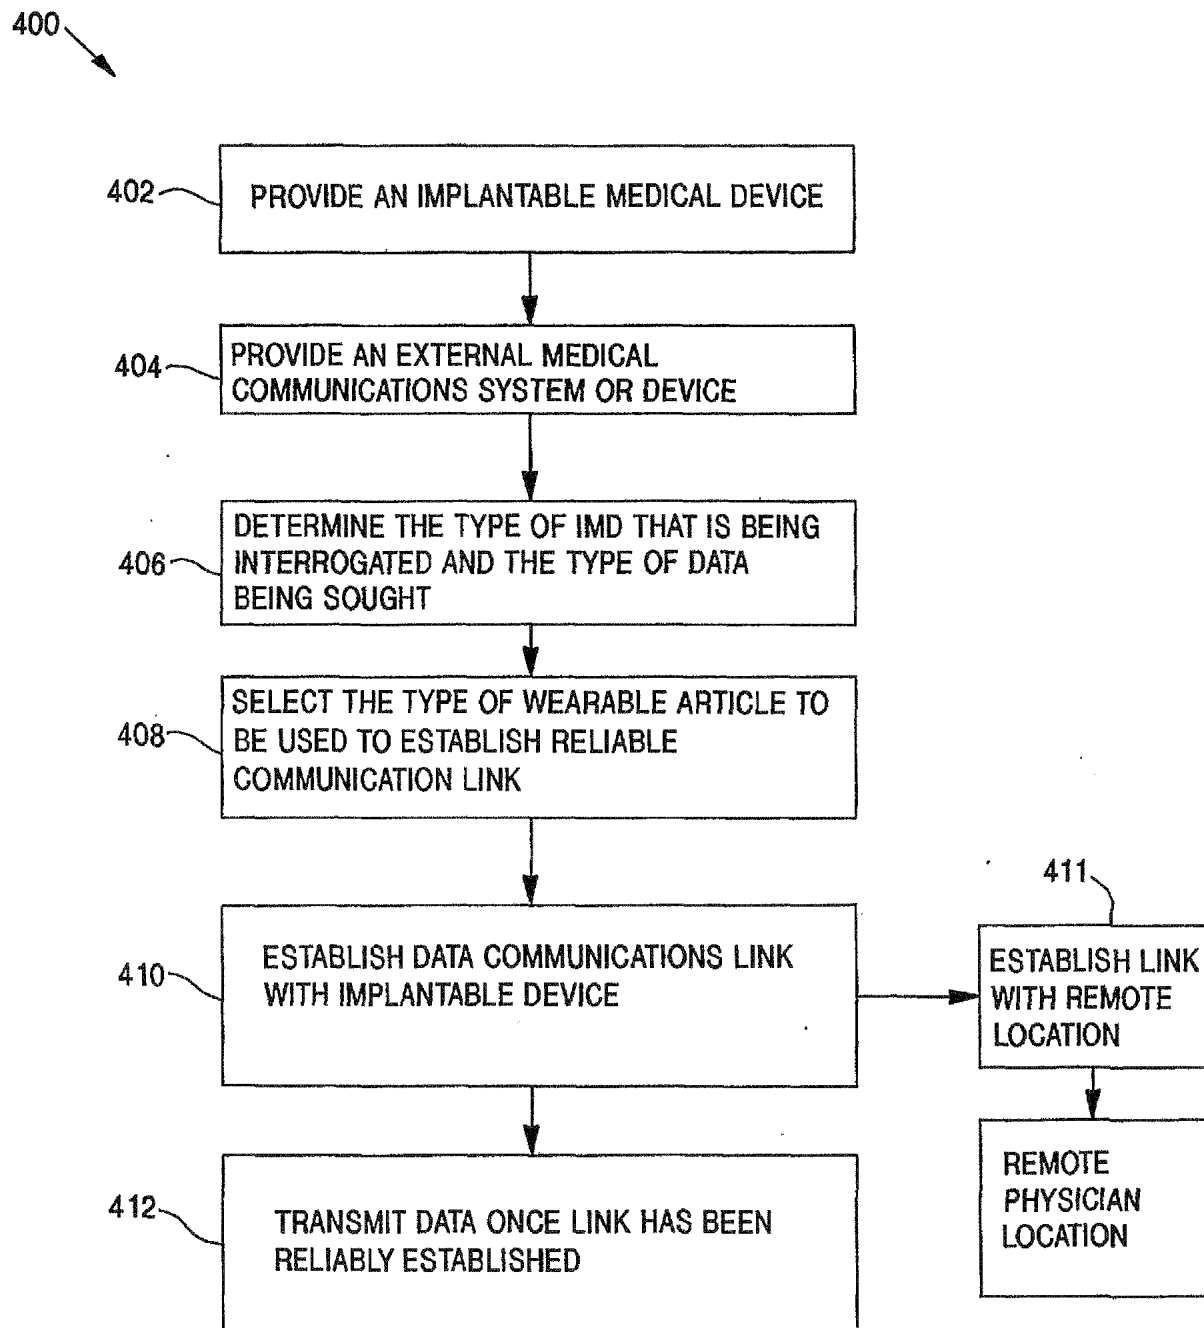 400
402
PROVIDE AN IMPLANTABLE MEDICAL DEVICE
404
PROVIDE AN EXTERNAL MEDICAL
COMMUNICATIONS SYSTEM OR DEVICE
406
DETERMINE THE TYPE OF IMD THAT IS BEING
INTERROGATED AND THE TYPE OF DATA
BEING SOUGHT
408
SELECT THE TYPE OF WEARABLE ARTICLE TO
BE USED TO ESTABLISH RELIABLE
COMMUNICATION LINK
410
ESTABLISH DATA COMMUNICATIONS LINK
WITH IMPLANTABLE DEVICE
411
ESTABLISH LINK
WITH REMOTE
LOCATION
REMOTE
PHYSICIAN
LOCATION
412
TRANSMIT DATA ONCE LINK HAS BEEN
RELIABLY ESTABLISHED